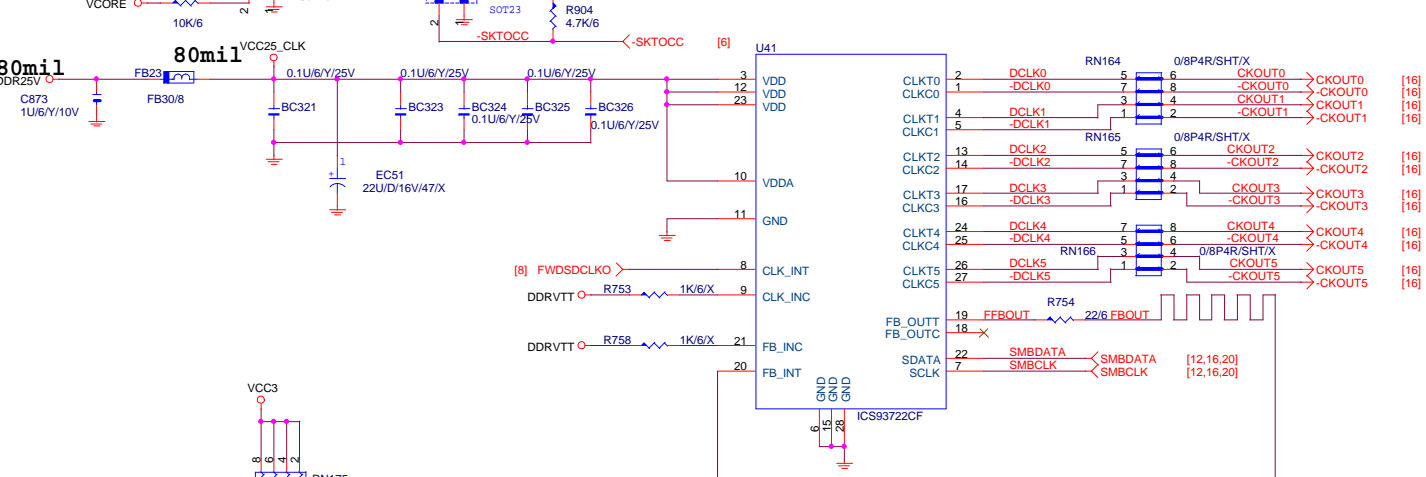 VCORE
10K/6
2
1
2
1
SOT23
R904
4.7K/6
-SKTOCC
-SKTOCC [6]
80mil
80mil
VCC25_CLK
DDR25V
FB23
FB30/8
C873
1U/6/Y/10V
0.1U/6/Y/25V
0.1U/6/Y/25V
0.1U/6/Y/25V
BC321
BC323
BC324
0.1U/6/Y/25V
BC325
BC326
0.1U/6/Y/25V
1
+
EC51
22U/D/16V/47/X
U41
3 VDD
12 VDD
23 VDD
10 VDDA
11 GND
[8] FWDSDCLKO 8 CLK_INT
DDRVTT R753 1K/6/X 9 CLK_INC
DDRVTT R758 1K/6/X 21 FB_INC
20 FB_INT
GND GND GND
6 15 28
ICS93722CF
RN164 0/8P4R/SHT/X
CLKT0 2 DCLK0 5 6 CKOUT0 CKOUT0 [16]
CLKC0 1 -DCLK0 7 8 -CKOUT0 -CKOUT0 [16]
CLKT1 4 DCLK1 3 4 CKOUT1 CKOUT1 [16]
CLKC1 5 -DCLK1 1 2 -CKOUT1 -CKOUT1 [16]
RN165 0/8P4R/SHT/X
CLKT2 13 DCLK2 5 6 CKOUT2 CKOUT2 [16]
CLKC2 14 -DCLK2 7 8 -CKOUT2 -CKOUT2 [16]
CLKT3 17 DCLK3 3 4 CKOUT3 CKOUT3 [16]
CLKC3 16 -DCLK3 1 2 -CKOUT3 -CKOUT3 [16]
CLKT4 24 DCLK4 7 8 CKOUT4 CKOUT4 [16]
CLKC4 25 -DCLK4 5 6 -CKOUT4 -CKOUT4 [16]
RN166 3 4 0/8P4R/SHT/X
CLKT5 26 DCLK5 CKOUT5 CKOUT5 [16]
CLKC5 27 -DCLK5 1 2 -CKOUT5 -CKOUT5 [16]
R754
FB_OUTT 19 FFBOUT 22/6 FBOUT
FB_OUTC 18
SDATA 22 SMBDATA SMBDATA [12,16,20]
SCLK 7 SMBCLK SMBCLK [12,16,20]
VCC3
8 6 4 2
RN175